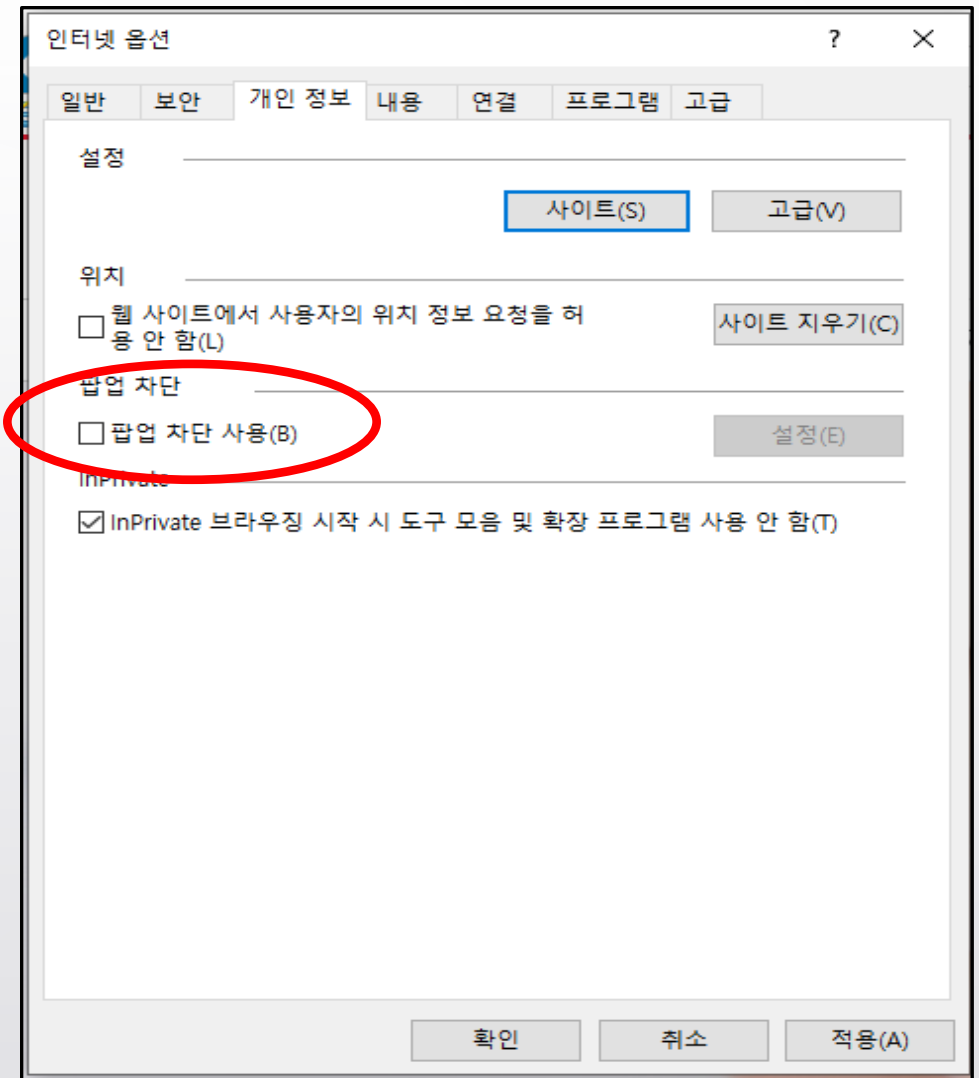 인터넷 옵션 ?
일반 보안 개인 정보 내용 연결 프로그램 고급
설정
사이트(S) 고급(V)
위치
웹 사이트에서 사용자의 위치 정보 요청을 허
용 안 함(L)
사이트 지우기(C)
팝업 차단
팝업 차단 사용(B) 설정(E)
InPrivate
InPrivate 브라우징 시작 시 도구 모음 및 확장 프로그램 사용 안 함(T)
확인 취소 적용(A)